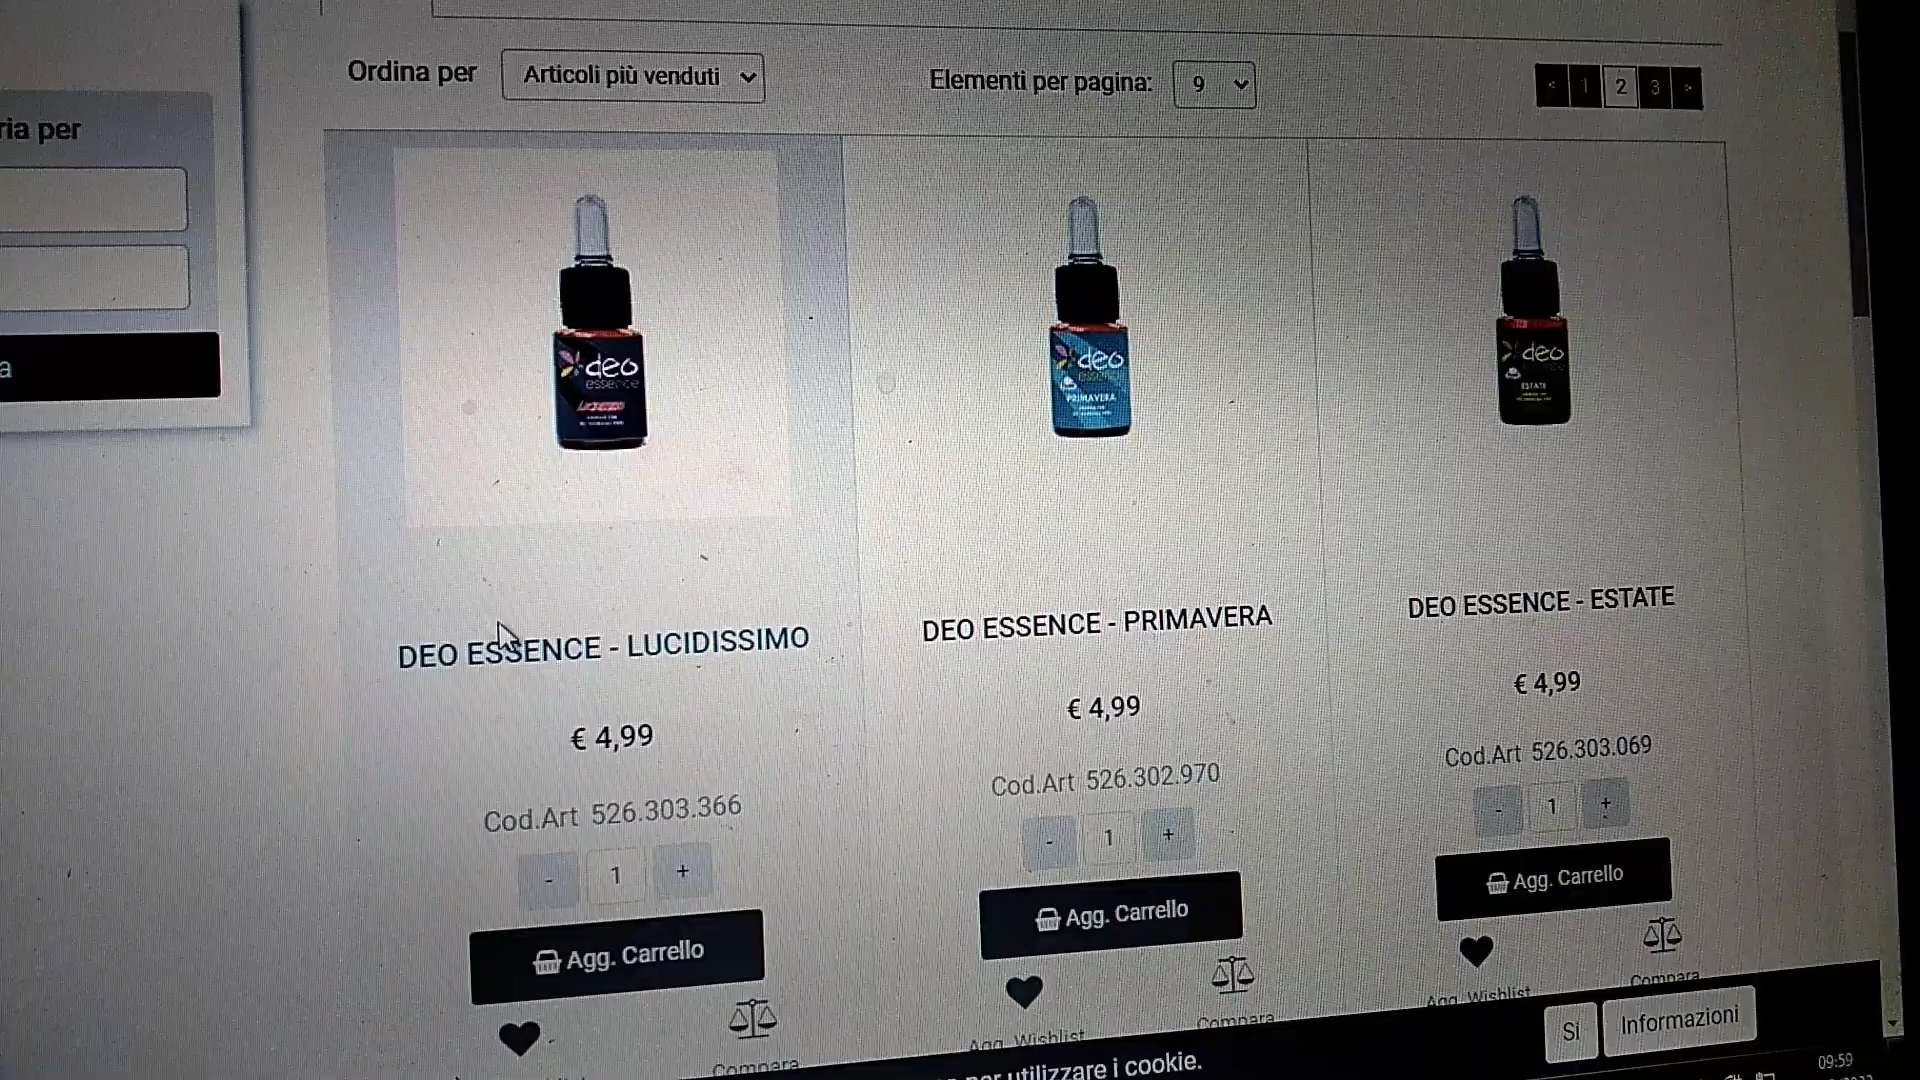 Ordina per
Articoli più venduti
Elementi per pagina:
9
< 1 2 3 >
ria per
a
deo
essence
deo
essence
PRIMAVERA
deo
ESTATE
DEO ESSENCE - LUCIDISSIMO
DEO ESSENCE - PRIMAVERA
DEO ESSENCE - ESTATE
€ 4,99
€ 4,99
€ 4,99
Cod.Art 526.303.366
Cod.Art 526.302.970
Cod.Art 526.303.069
- 1 +
- 1 +
- 1 +
Agg. Carrello
Agg. Carrello
Agg. Carrello
Compara
Agg. Wishlist
Compara
Agg. Wishlist
Compara
utilizzare i cookie.
Si
Informazioni
09:59